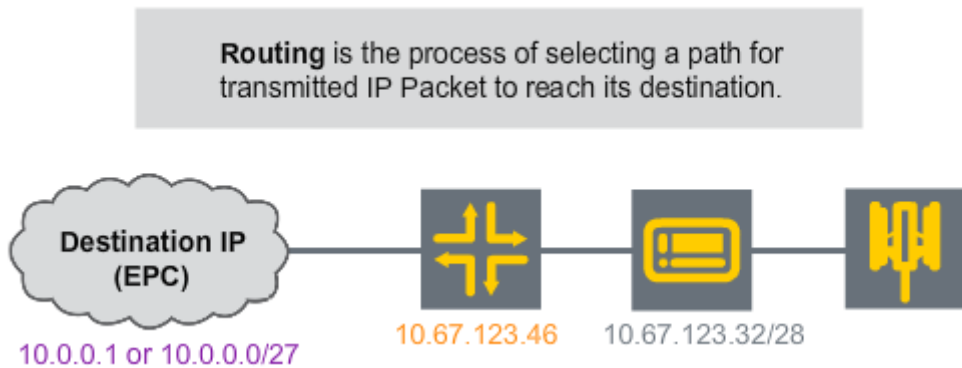 Routing is the process of selecting a path for
transmitted IP Packet to reach its destination.
Destination IP
(EPC)
10.67.123.46
10.67.123.32/28
10.0.0.1 or 10.0.0.0/27